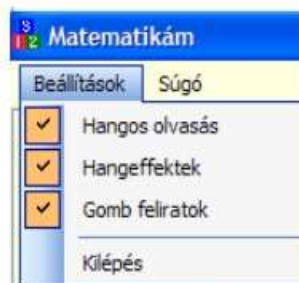 Matematikám
Beállítások Súgó
Hangos olvasás
Hangeffektek
Gomb feliratok
Kilépés